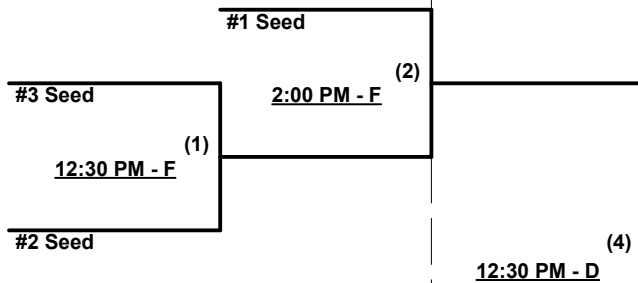 #1 Seed
(2)
2:00 PM - F
#3 Seed
(1)
12:30 PM - F
#2 Seed
(4)
12:30 PM - D